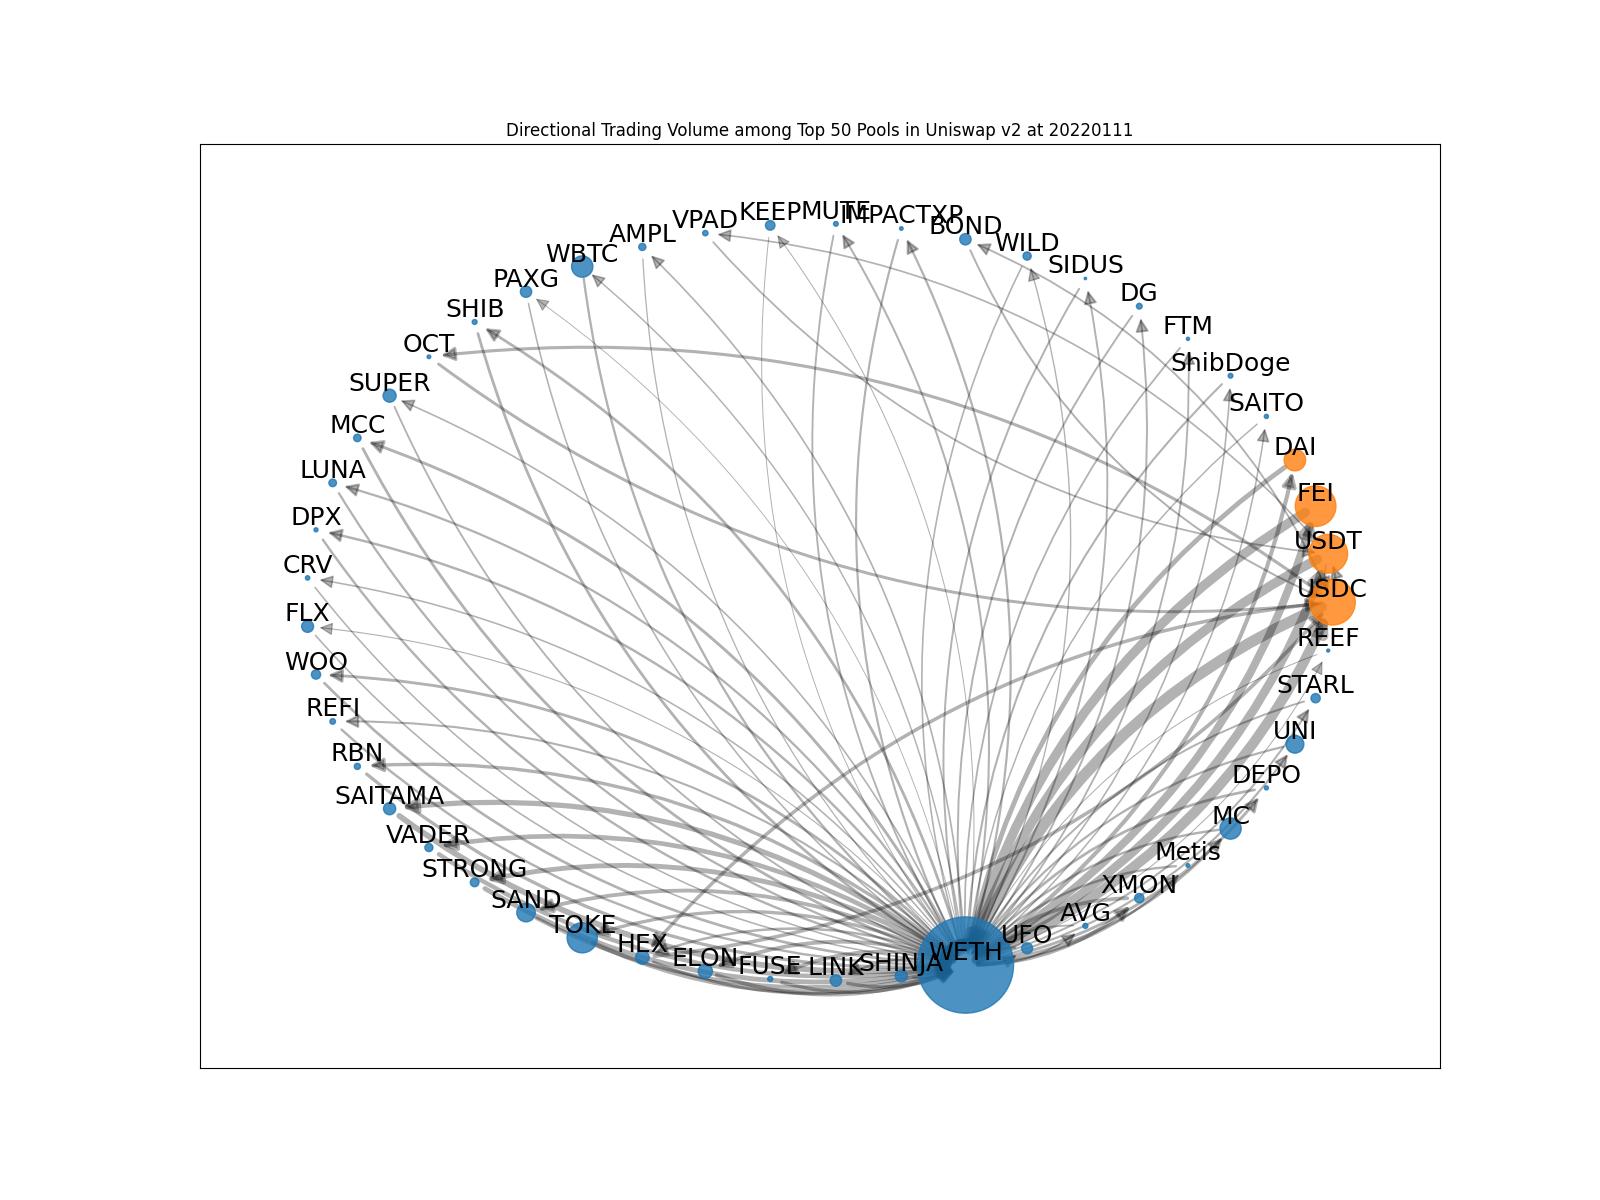 Directional Trading Volume among Top 50 Pools in Uniswap v2 at 20220111
KEEP MUTE IMPACTXP
VPAD BOND
AMPL WILD
WBTC SIDUS
PAXG DG
SHIB FTM
OCT ShibDoge
SUPER SAITO
MCC DAI
LUNA FEI
DPX USDT
CRV USDC
FLX REEF
WOO STARL
REFI UNI
RBN DEPO
SAITAMA MC
VADER Metis
STRONG XMON
SAND AVG
TOKE UFO
HEX WETH
ELON FUSE LINK SHINJA